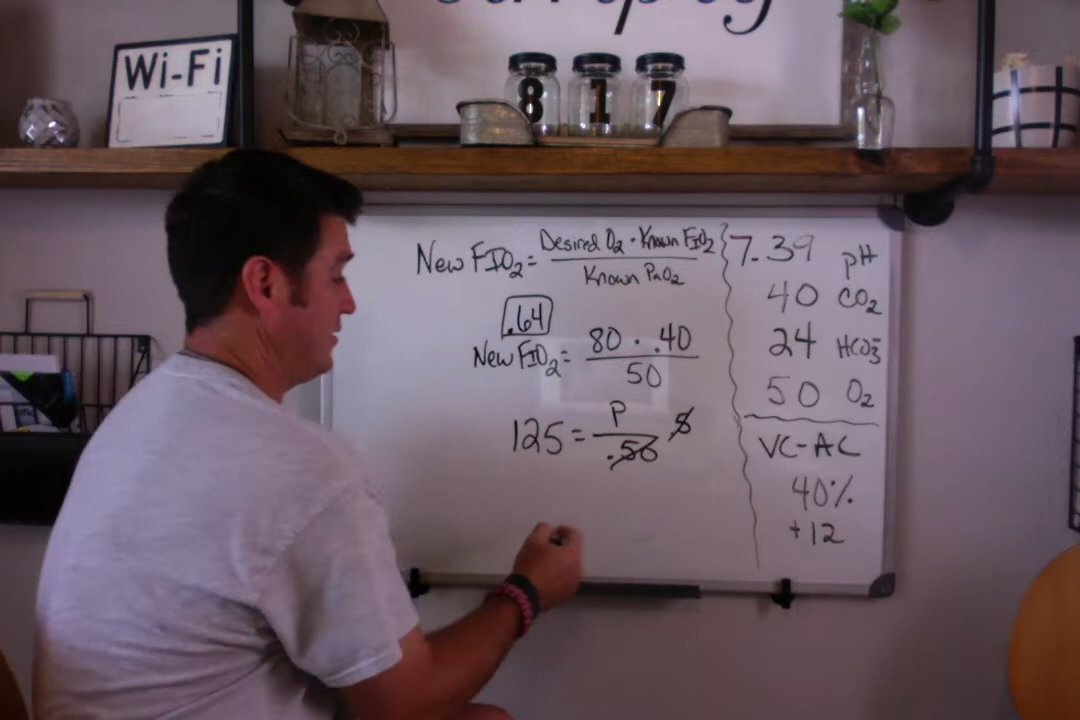 Wi-Fi
8 1 7
New FIO₂ = Desired O₂ · Known FIO₂ / Known PaO₂
.64
New FIO₂ = 80 · .40 / 50
125 = P / .50 .5
7.39 pH
40 CO₂
24 HCO₃⁻
50 O₂
VC-AC
40%
+12